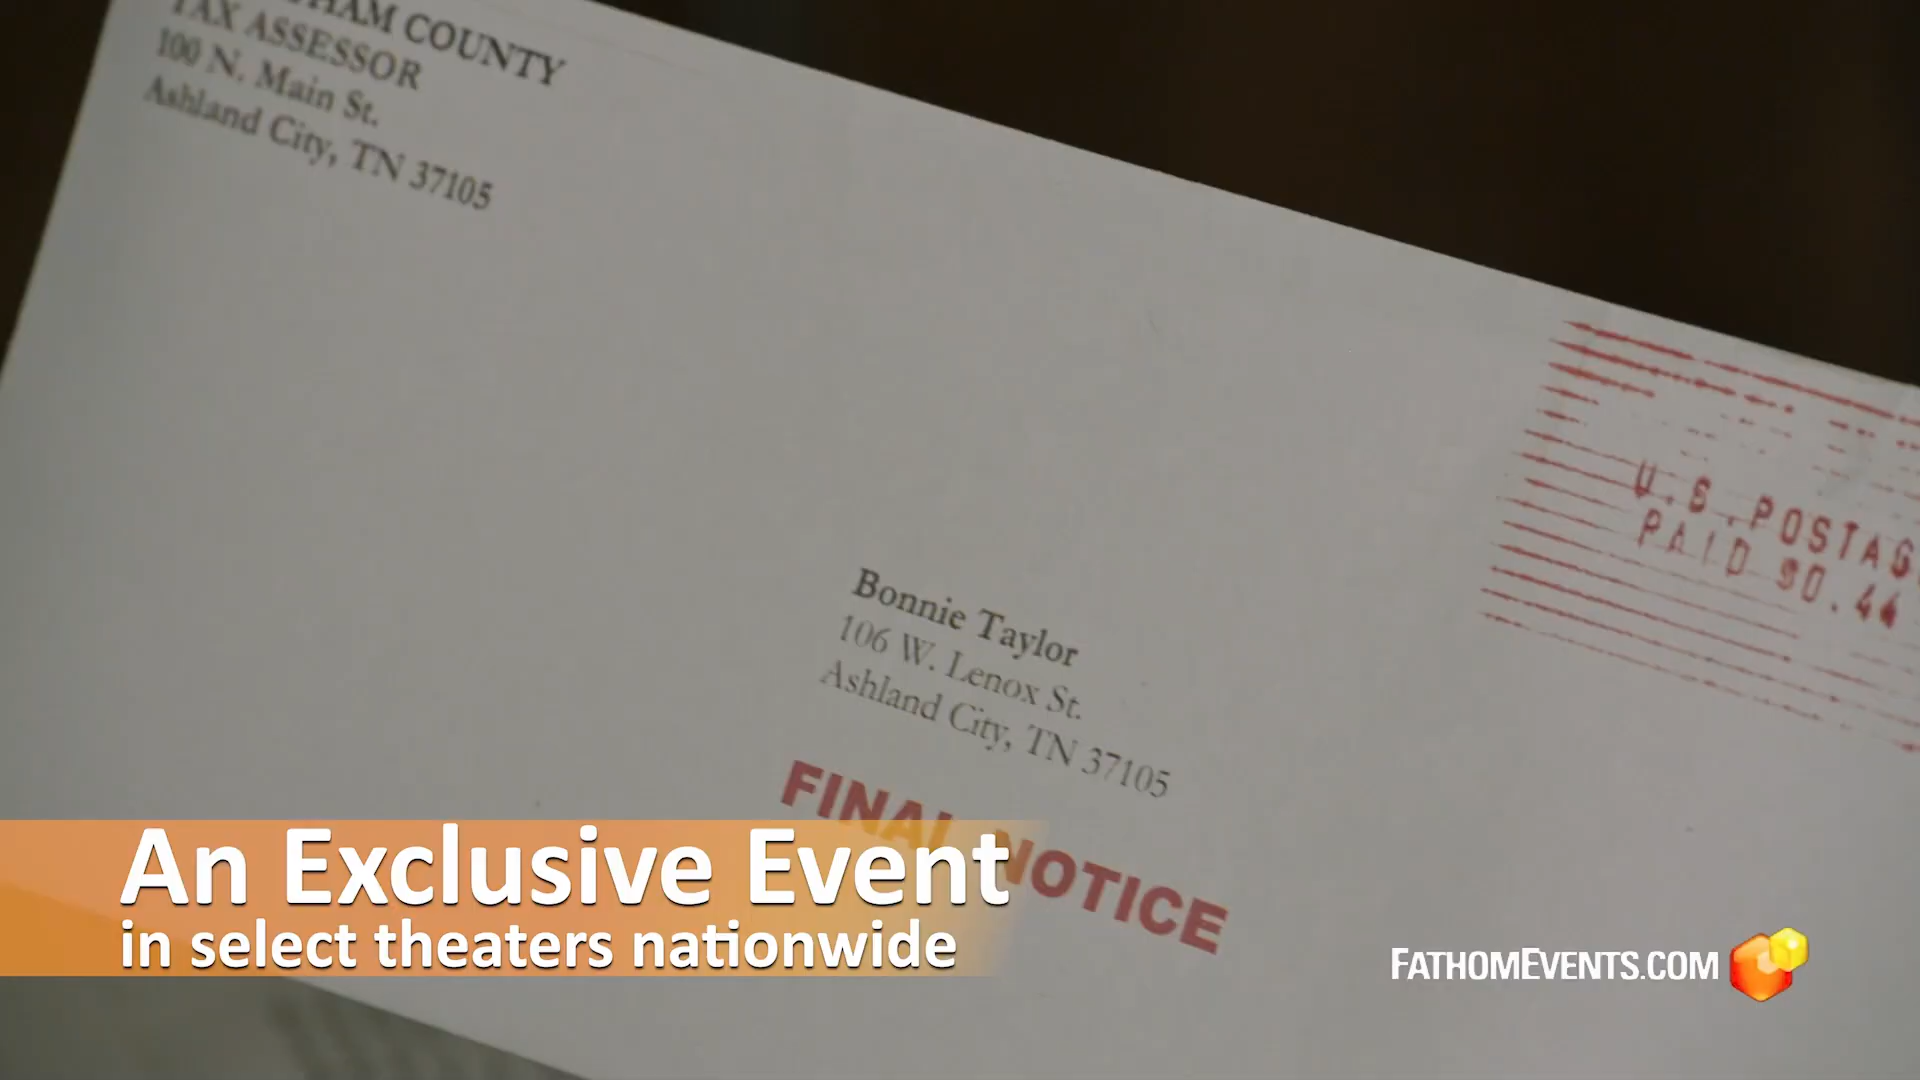 HAM COUNTY
TAX ASSESSOR
100 N. Main St.
Ashland City, TN 37105
U.S. POSTAG
PAID $0.44
Bonnie Taylor
106 W. Lenox St.
Ashland City, TN 37105
FINAL NOTICE
An Exclusive Event
in select theaters nationwide
FATHOMEVENTS.COM